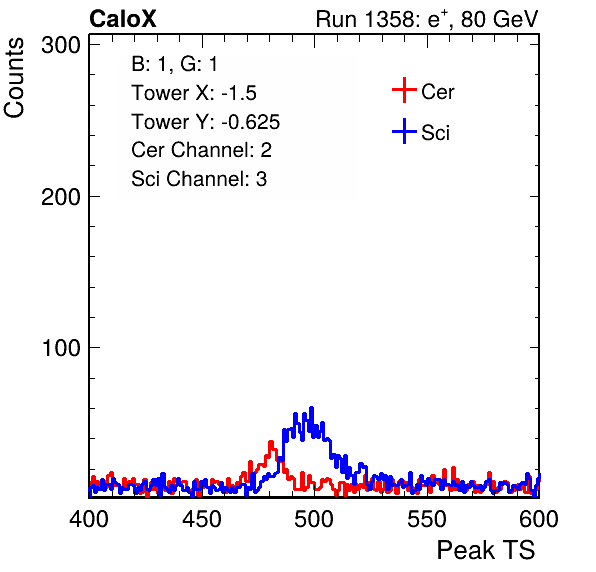 CaloX Run 1358: e+, 80 GeV
Counts
300
200
100
B: 1, G: 1
Tower X: -1.5
Tower Y: -0.625
Cer Channel: 2
Sci Channel: 3
Cer
Sci
400 450 500 550 600
Peak TS